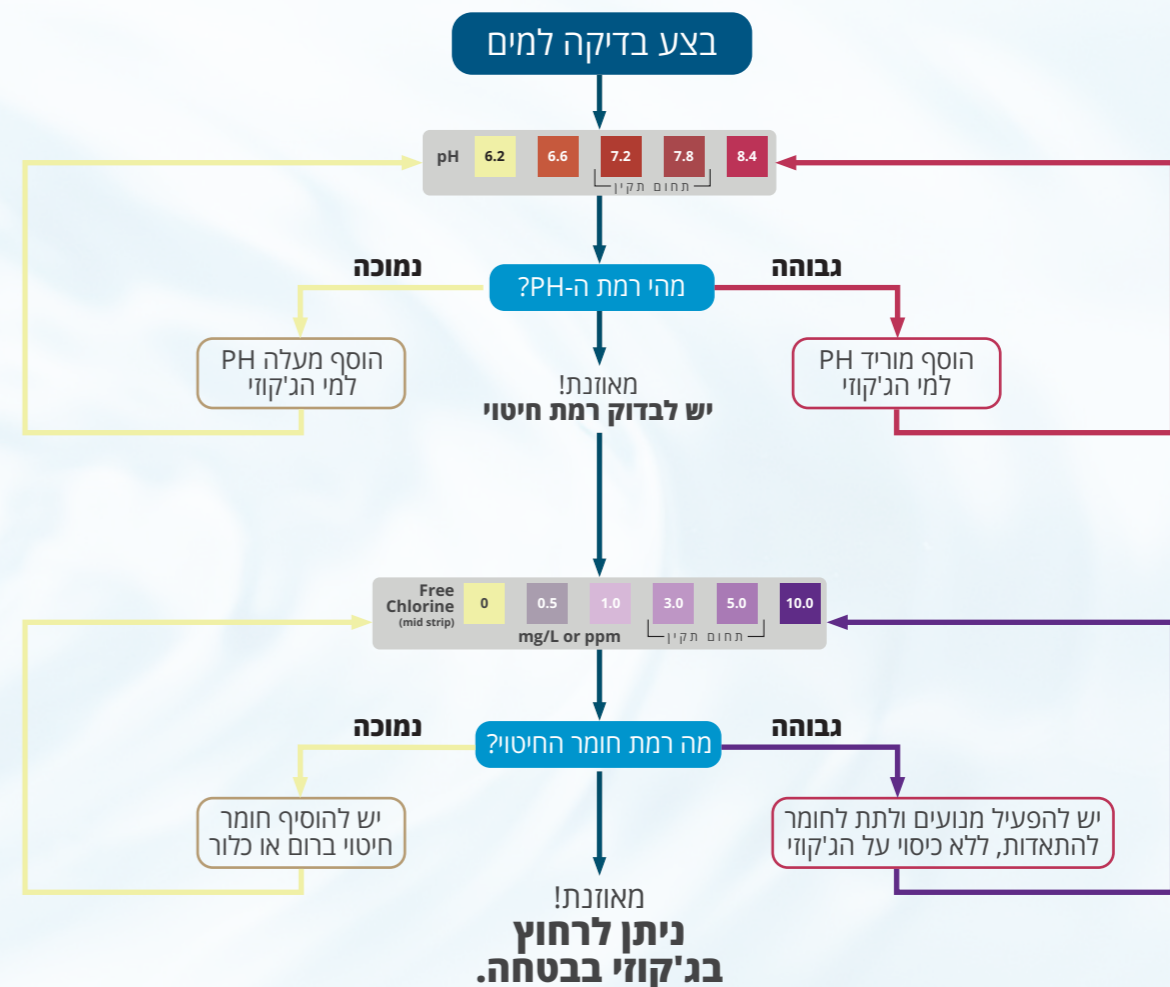 בצע בדיקה למים
pH 6.2 6.6 7.2 7.8 8.4
תחום תקין
גבוהה
נמוכה
מהי רמת ה-PH?
הוסף מוריד PH
למי הג'קוזי
הוסף מעלה PH
למי הג'קוזי
מאוזנת!
יש לבדוק רמת חיטוי
Free
Chlorine
(mid strip)
0 0.5 1.0 3.0 5.0 10.0
mg/L or ppm
תחום תקין
גבוהה
נמוכה
מה רמת חומר החיטוי?
יש להפעיל מנועים ולתת לחומר
להתאדות, ללא כיסוי על הג'קוזי
יש להוסיף חומר
חיטוי ברום או כלור
מאוזנת!
ניתן לרחוץ
בג'קוזי בבטחה.